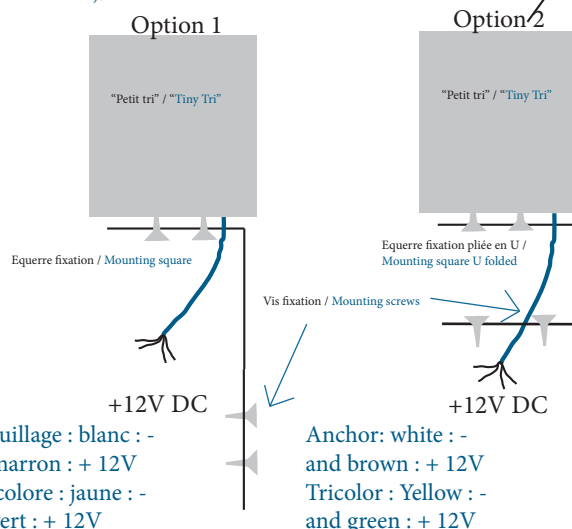 Option 1
"Petit tri" / "Tiny Tri"
Equerre fixation / Mounting square
+12V DC
Option 2
"Petit tri" / "Tiny Tri"
Equerre fixation pliée en U /
Mounting square U folded
Vis fixation / Mounting screws
+12V DC
uillage : blanc : -
arron : + 12V
colore : jaune : -
ert : + 12V
Anchor: white : -
and brown : + 12V
Tricolor : Yellow : -
and green : + 12V